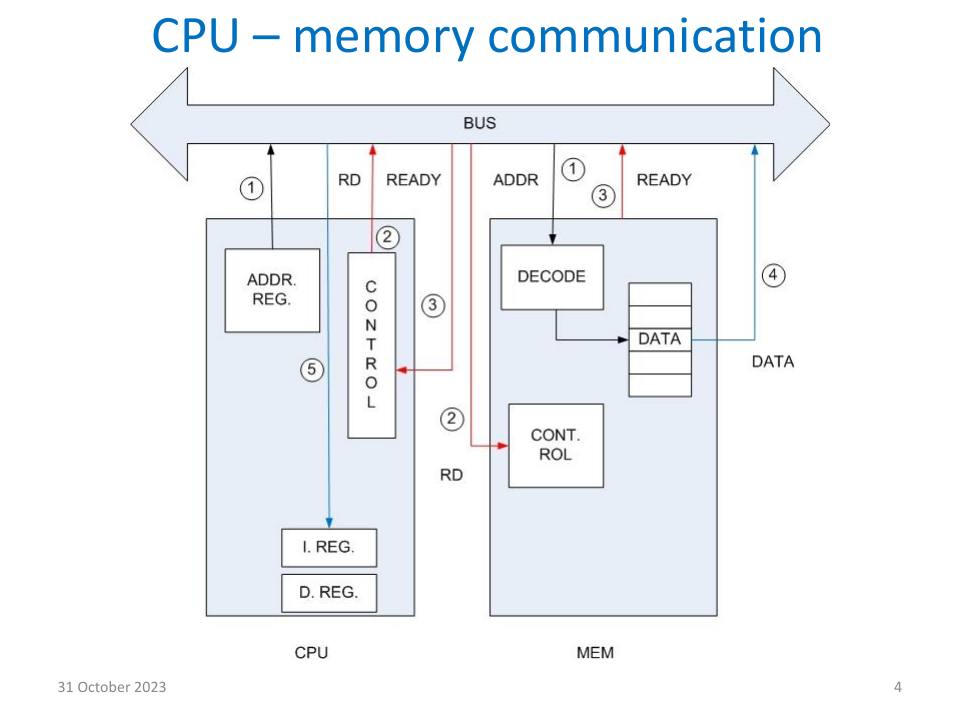 CPU – memory communication
BUS
1
RD
READY
ADDR
1
3
READY
2
ADDR.
REG.
C
O
N
T
R
O
L
3
DECODE
4
DATA
DATA
5
2
CONT.
ROL
RD
I. REG.
D. REG.
CPU
MEM
31 October 2023
4